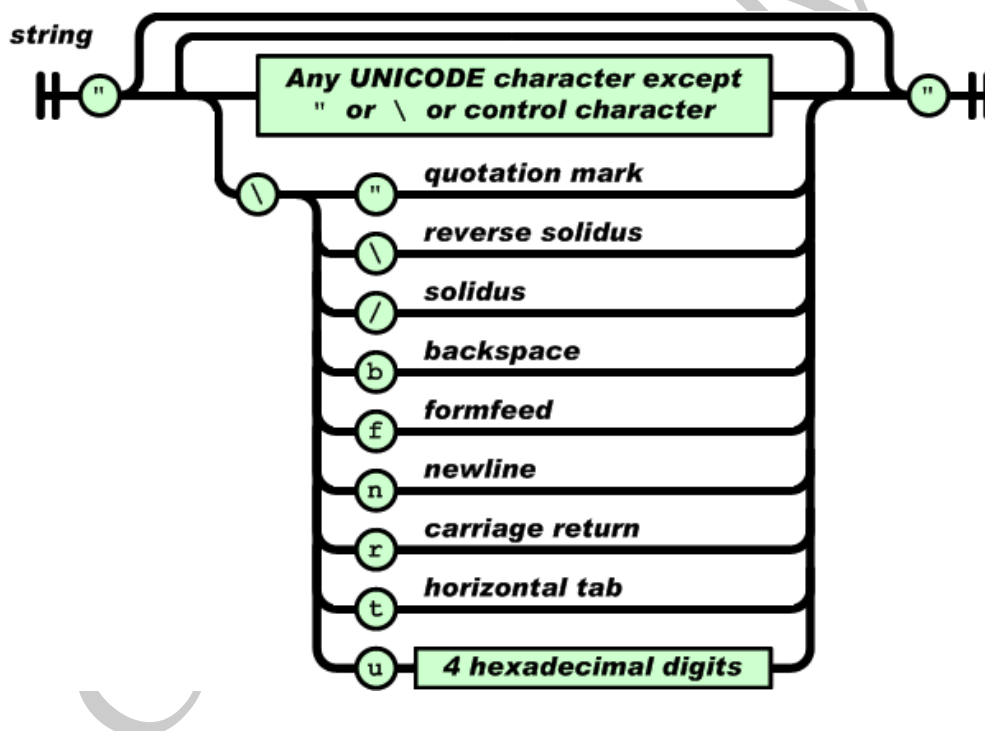 string
"
Any UNICODE character except
" or \ or control character
"
\
" quotation mark
\ reverse solidus
/ solidus
b backspace
f formfeed
n newline
r carriage return
t horizontal tab
u 4 hexadecimal digits